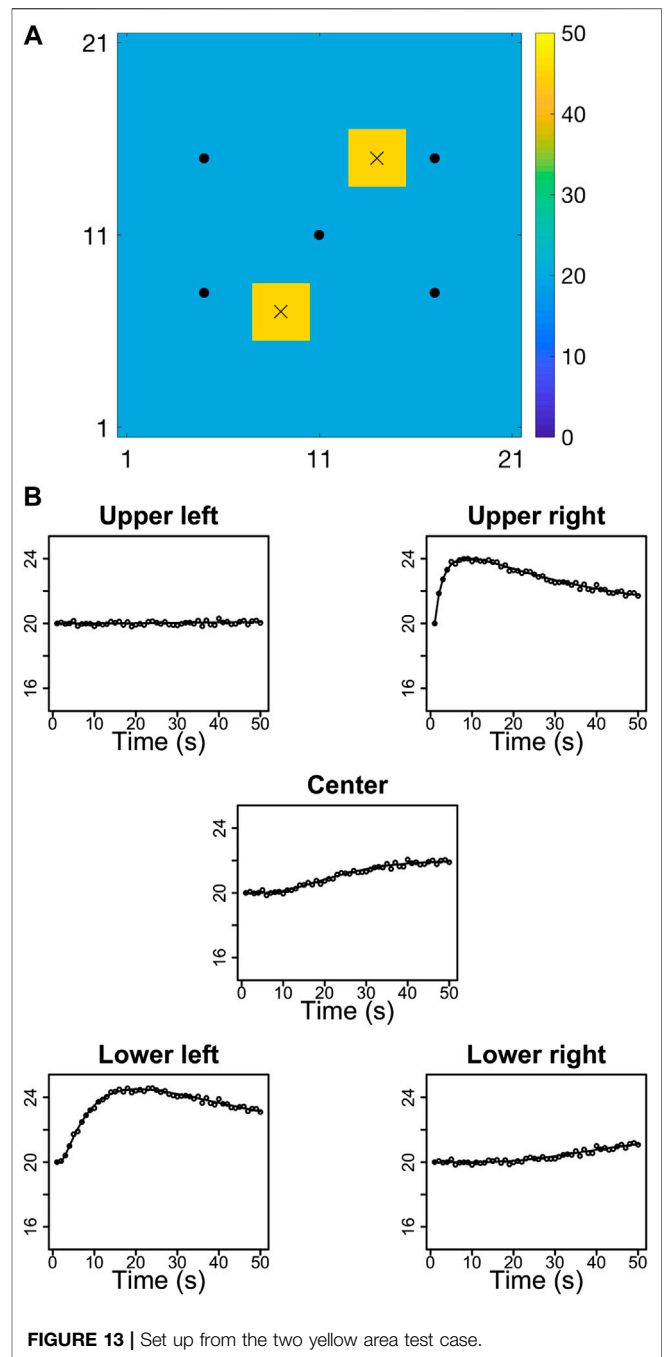 A
21
11
1
1 11 21
50
40
30
20
10
0
B
Upper left
24
20
16
0 10 20 30 40 50
Time (s)
Upper right
24
20
16
0 10 20 30 40 50
Time (s)
Center
24
20
16
0 10 20 30 40 50
Time (s)
Lower left
24
20
16
0 10 20 30 40 50
Time (s)
Lower right
24
20
16
0 10 20 30 40 50
Time (s)
FIGURE 13 | Set up from the two yellow area test case.